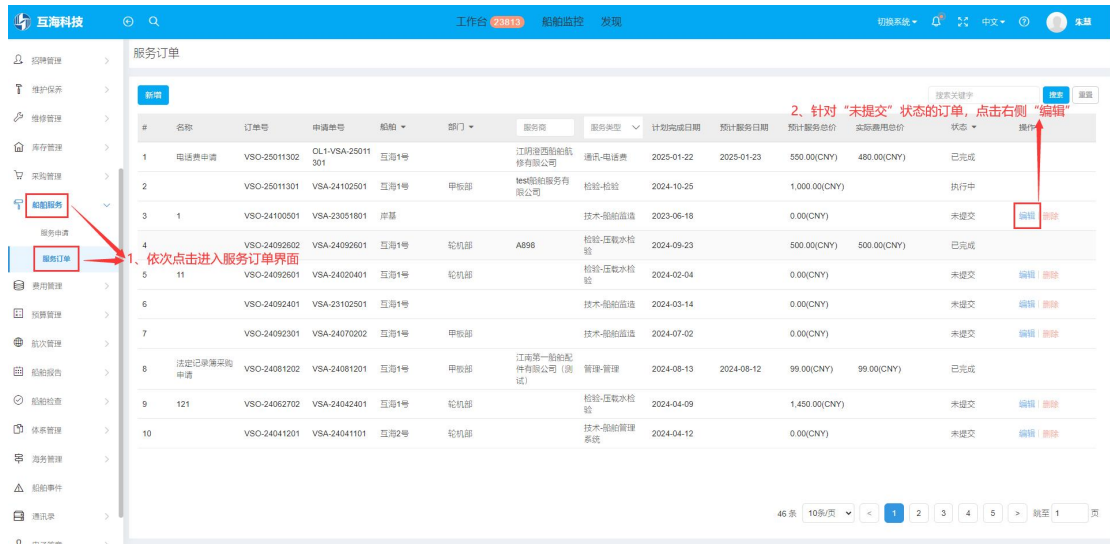 互海科技 工作台 23813 船舶监控 发现 切换系统 中文 朱慧
招聘管理
维护保养
维修管理
库存管理
采购管理
船舶服务
服务申请
服务订单
费用管理
预算管理
航次管理
船舶报告
船舶检查
体系管理
海务管理
船舶事件
通讯录
服务订单
新增 搜索关键字 搜索 重置
2、针对“未提交”状态的订单，点击右侧“编辑”
1、依次点击进入服务订单界面
# 名称 订单号 申请单号 船舶 部门 服务商 服务类型 计划完成日期 预计服务日期 预计服务总价 实际费用总价 状态 操作
1 电话费申请 VSO-25011302 OL1-VSA-25011301 互海1号 江阴澄西船舶航修有限公司 通讯-电话费 2025-01-22 2025-01-23 550.00(CNY) 480.00(CNY) 已完成
2 VSO-25011301 VSA-24102501 互海1号 甲板部 test船舶服务有限公司 检验-检验 2024-10-25 1,000.00(CNY) 执行中
3 1 VSO-24100501 VSA-23051801 岸基 技术-船舶监造 2023-06-18 0.00(CNY) 未提交 编辑 删除
4 VSO-24092602 VSA-24092601 互海1号 轮机部 A898 检验-压载水检验 2024-09-23 500.00(CNY) 500.00(CNY) 已完成
5 11 VSO-24092601 VSA-24020401 互海1号 轮机部 检验-压载水检验 2024-02-04 0.00(CNY) 未提交 编辑 删除
6 VSO-24092401 VSA-23102501 互海1号 技术-船舶监造 2024-03-14 0.00(CNY) 未提交 编辑 删除
7 VSO-24092301 VSA-24070202 互海1号 甲板部 技术-船舶监造 2024-07-02 0.00(CNY) 未提交 编辑 删除
8 法定记录簿采购申请 VSO-24081202 VSA-24081201 互海1号 甲板部 江南第一船舶配件有限公司（测试） 管理-管理 2024-08-13 2024-08-12 99.00(CNY) 99.00(CNY) 已完成
9 121 VSO-24062702 VSA-24042401 互海1号 轮机部 检验-压载水检验 2024-04-09 1,450.00(CNY) 未提交 编辑 删除
10 VSO-24041201 VSA-24041101 互海2号 轮机部 技术-船舶管理系统 2024-04-12 0.00(CNY) 未提交 编辑 删除
46 条 10条/页 < 1 2 3 4 5 > 跳至 1 页